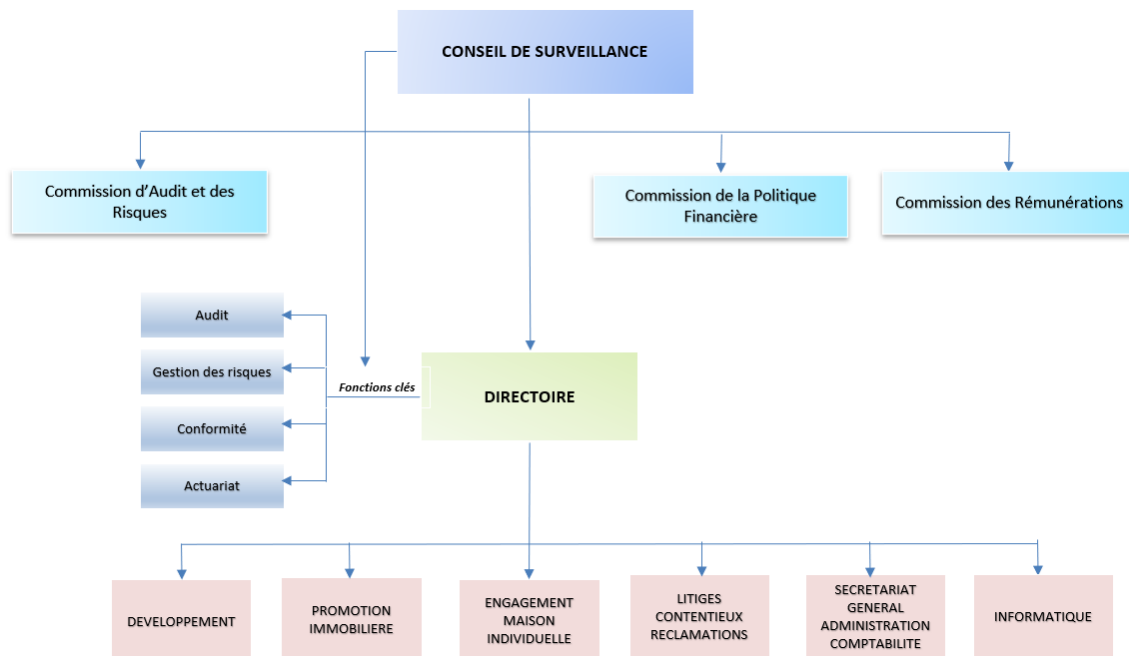 CONSEIL DE SURVEILLANCE
Commission d'Audit et des
Risques
Commission de la Politique
Financière
Commission des Rémunérations
Audit
Gestion des risques
Conformité
Actuariat
Fonctions clés
DIRECTOIRE
DEVELOPPEMENT
PROMOTION
IMMOBILIERE
ENGAGEMENT
MAISON
INDIVIDUELLE
LITIGES
CONTENTIEUX
RECLAMATIONS
SECRETARIAT
GENERAL
ADMINISTRATION
COMPTABILITE
INFORMATIQUE